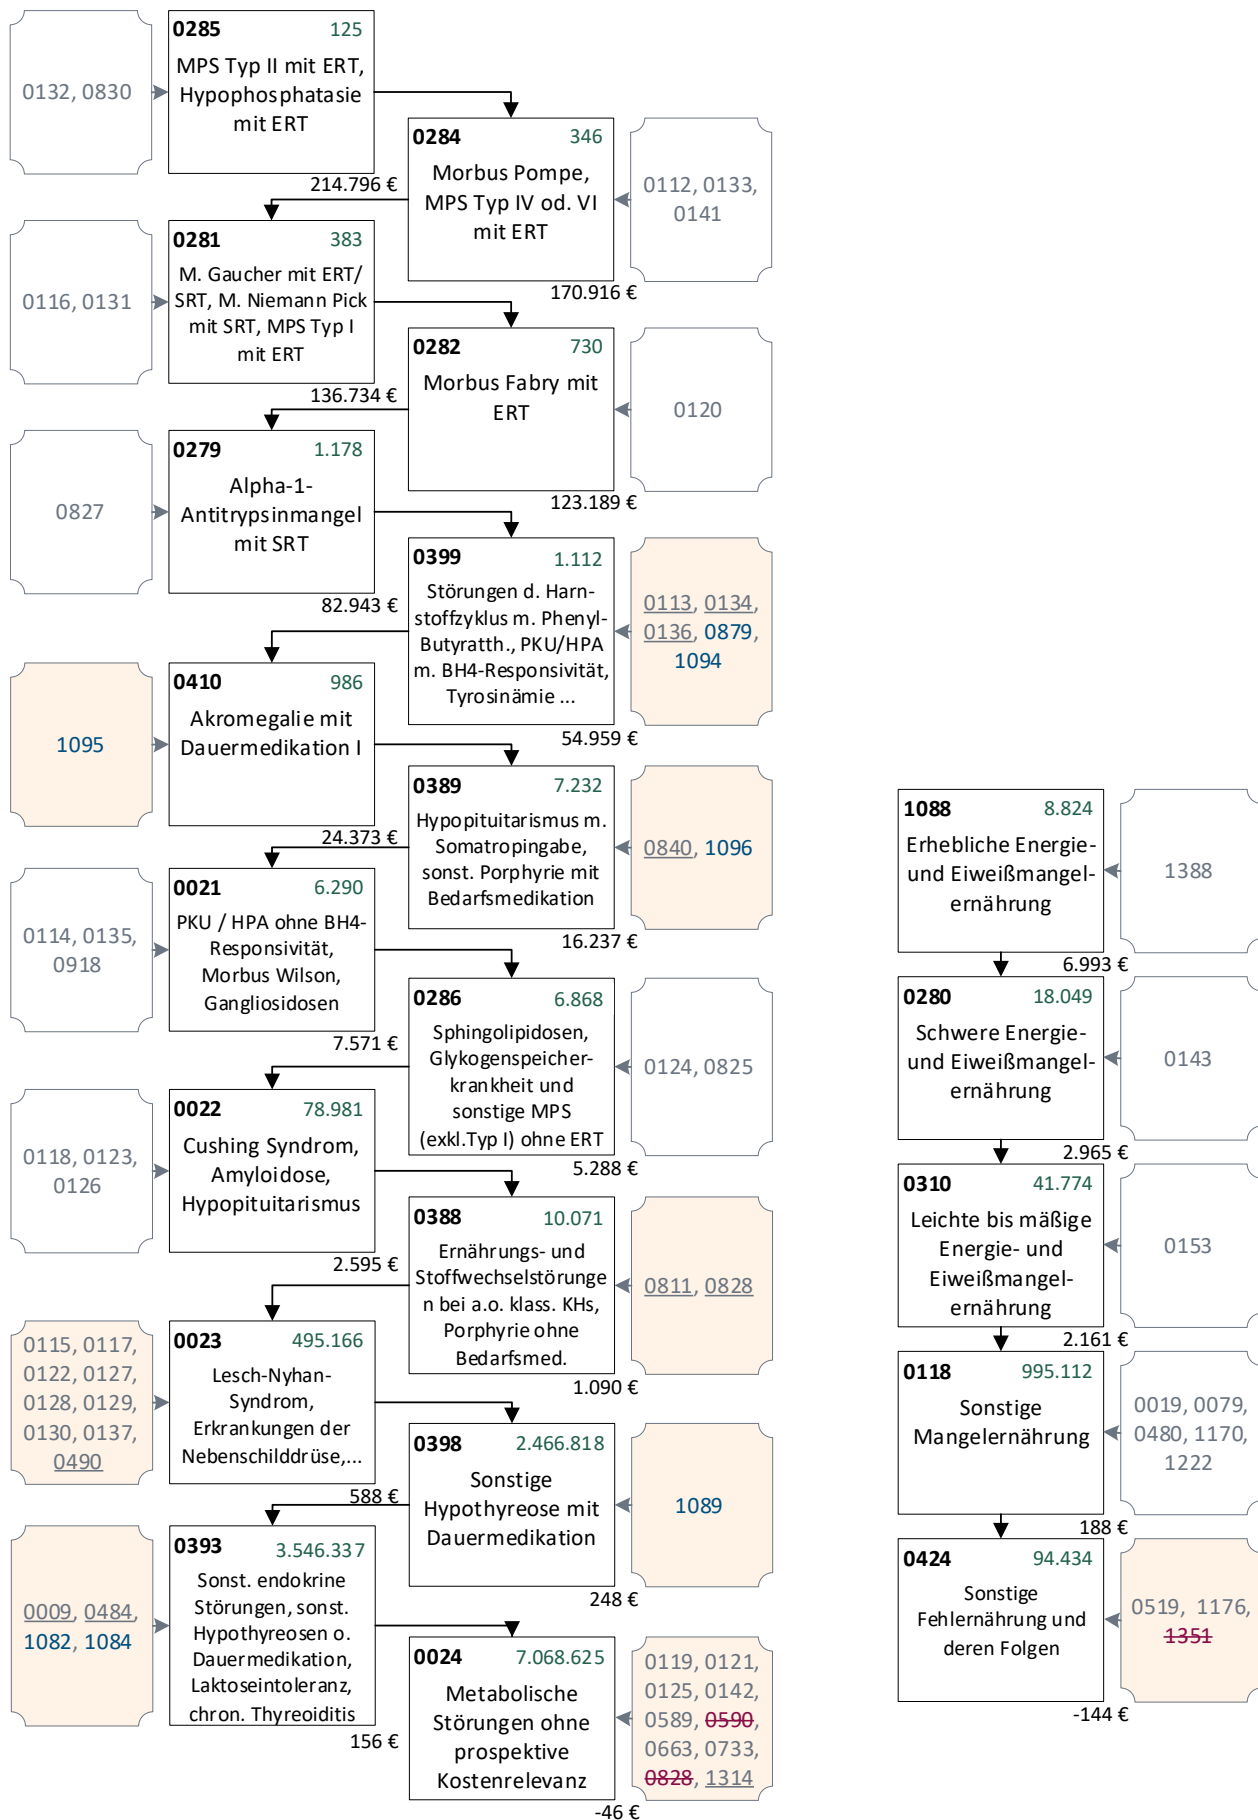 0285 125
MPS Typ II mit ERT,
Hypophosphatasie
mit ERT
0132, 0830
214.796 €
0284 346
Morbus Pompe,
MPS Typ IV od. VI
mit ERT
0112, 0133,
0141
170.916 €
0281 383
M. Gaucher mit ERT/
SRT, M. Niemann Pick
mit SRT, MPS Typ I
mit ERT
0116, 0131
136.734 €
0282 730
Morbus Fabry mit
ERT
0120
123.189 €
0279 1.178
Alpha-1-
Antitrypsinmangel
mit SRT
0827
82.943 €
0399 1.112
Störungen d. Harn-
stoffzyklus m. Phenyl-
Butyratth., PKU/HPA
m. BH4-Responsivität,
Tyrosinämie ...
0113, 0134,
0136, 0879,
1094
54.959 €
0410 986
Akromegalie mit
Dauermedikation I
1095
24.373 €
0389 7.232
Hypopituitarismus m.
Somatropingabe,
sonst. Porphyrie mit
Bedarfsmedikation
0840, 1096
16.237 €
0021 6.290
PKU / HPA ohne BH4-
Responsivität,
Morbus Wilson,
Gangliosidosen
0114, 0135,
0918
7.571 €
0286 6.868
Sphingolipidosen,
Glykogenspeicher-
krankheit und
sonstige MPS
(exkl.Typ I) ohne ERT
0124, 0825
5.288 €
0022 78.981
Cushing Syndrom,
Amyloidose,
Hypopituitarismus
0118, 0123,
0126
2.595 €
0388 10.071
Ernährungs- und
Stoffwechselstörunge
n bei a.o. klass. KHs,
Porphyrie ohne
Bedarfsmed.
0811, 0828
1.090 €
0023 495.166
Lesch-Nyhan-
Syndrom,
Erkrankungen der
Nebenschilddrüse,...
0115, 0117,
0122, 0127,
0128, 0129,
0130, 0137,
0490
588 €
0398 2.466.818
Sonstige
Hypothyreose mit
Dauermedikation
1089
248 €
0393 3.546.337
Sonst. endokrine
Störungen, sonst.
Hypothyreosen o.
Dauermedikation,
Laktoseintoleranz,
chron. Thyreoiditis
0009, 0484,
1082, 1084
156 €
0024 7.068.625
Metabolische
Störungen ohne
prospektive
Kostenrelevanz
0119, 0121,
0125, 0142,
0589, 0590,
0663, 0733,
0828, 1314
-46 €
1088 8.824
Erhebliche Energie-
und Eiweißmangel-
ernährung
1388
6.993 €
0280 18.049
Schwere Energie-
und Eiweißmangel-
ernährung
0143
2.965 €
0310 41.774
Leichte bis mäßige
Energie- und
Eiweißmangel-
ernährung
0153
2.161 €
0118 995.112
Sonstige
Mangelernährung
0019, 0079,
0480, 1170,
1222
188 €
0424 94.434
Sonstige
Fehlernährung und
deren Folgen
0519, 1176,
1351
-144 €